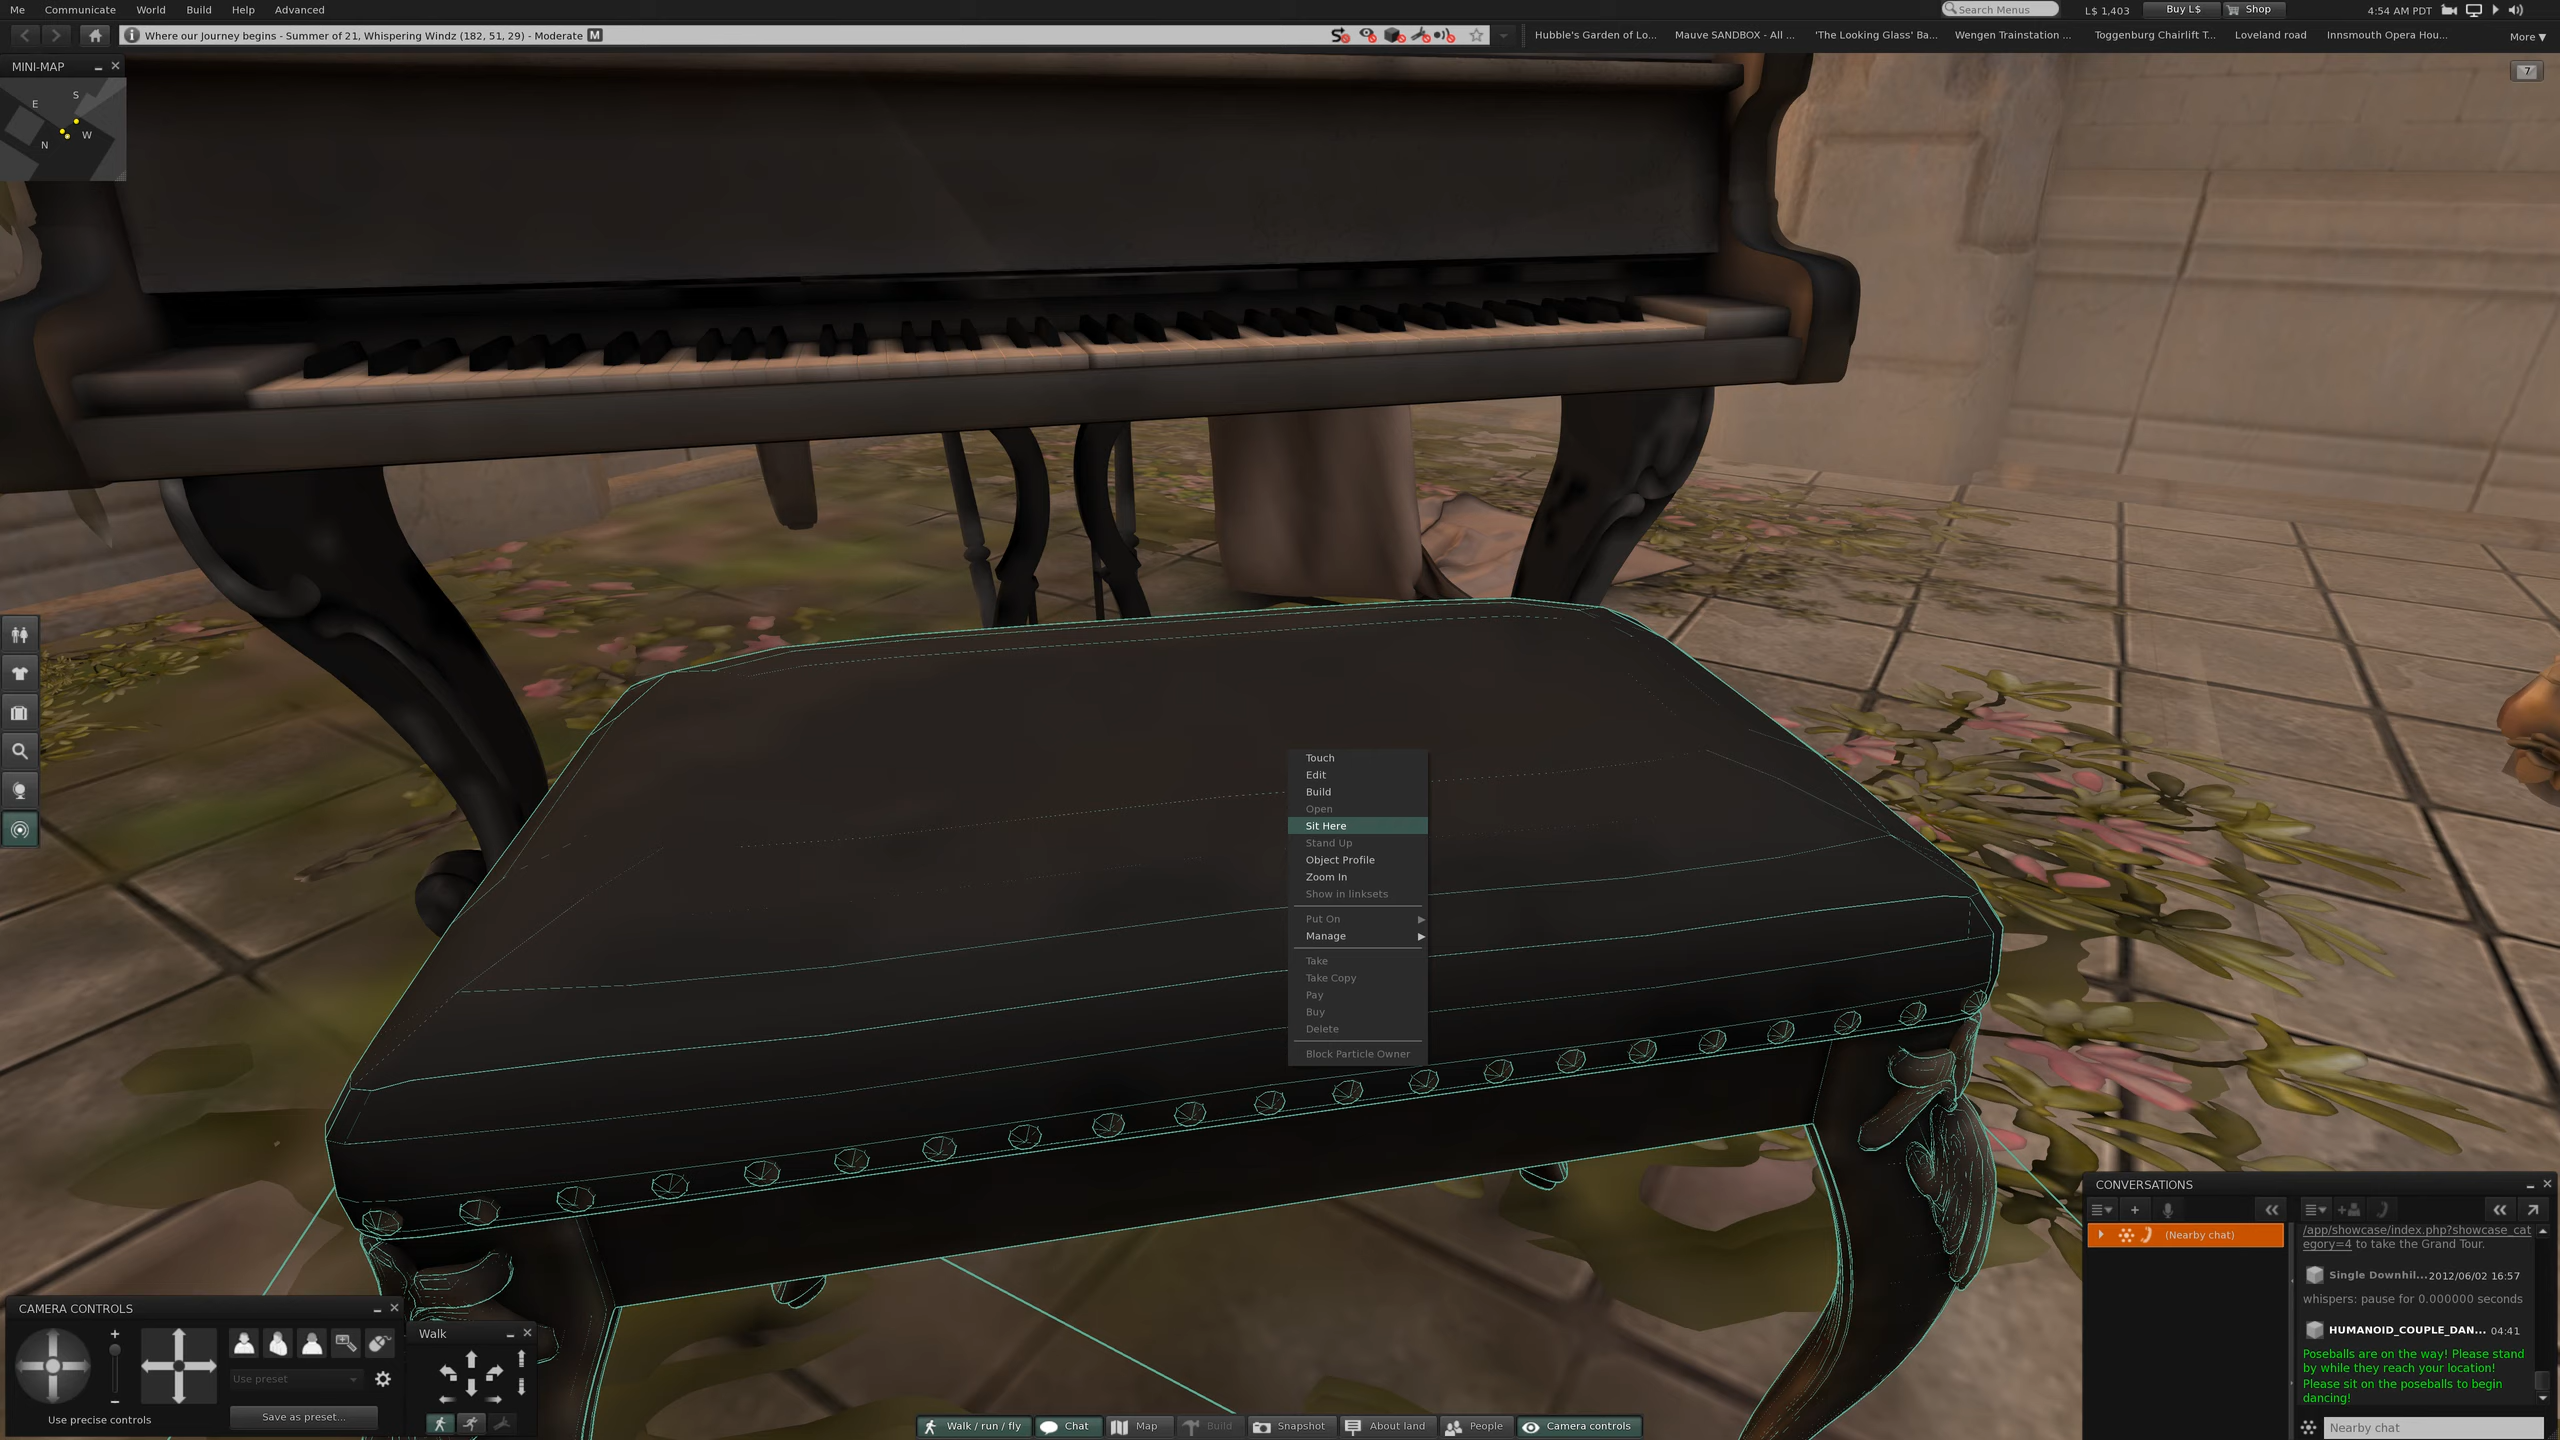 Me Communicate World Build Help Advanced
Search Menus L$ 1,403 Buy L$ Shop 4:54 AM PDT
Where our Journey begins - Summer of 21, Whispering Windz (182, 51, 29) - Moderate M
Hubble's Garden of Lo... Mauve SANDBOX - All ... 'The Looking Glass' Ba... Wengen Trainstation ... Toggenburg Chairlift T... Loveland road Innsmouth Opera Hou... More
MINI-MAP
7
S
E
W
N
Touch
Edit
Build
Open
Sit Here
Stand Up
Object Profile
Zoom In
Show in linksets
Put On
Manage
Take
Take Copy
Pay
Buy
Delete
Block Particle Owner
CONVERSATIONS
(Nearby chat)
/app/showcase/index.php?showcase_cat
egory=4 to take the Grand Tour.
Single Downhil... 2012/06/02 16:57
whispers: pause for 0.000000 seconds
HUMANOID_COUPLE_DAN... 04:41
Poseballs are on the way! Please stand
by while they reach your location!
Please sit on the poseballs to begin
dancing!
Nearby chat
CAMERA CONTROLS
Use preset
Use precise controls
Save as preset...
Walk
Walk / run / fly Chat Map Build Snapshot About land People Camera controls